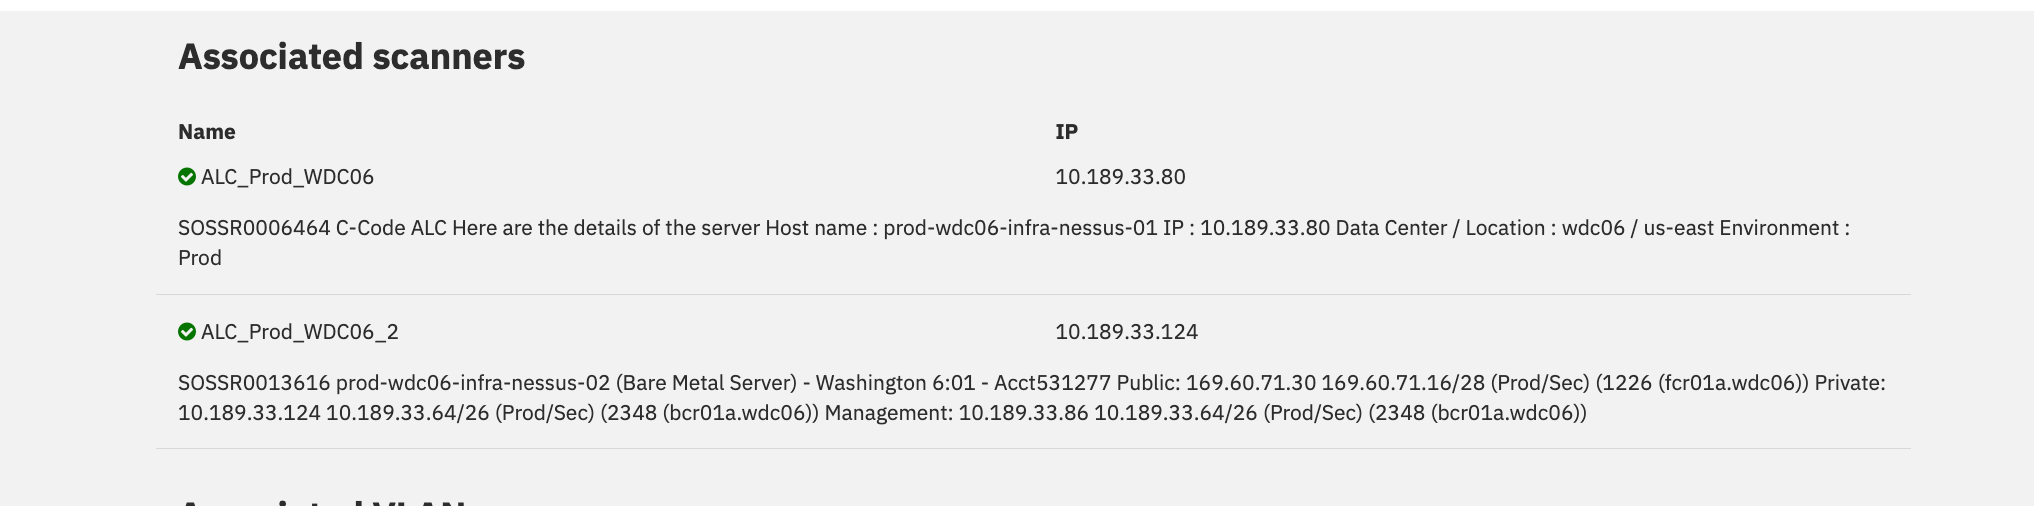 Associated scanners
Name IP
ALC_Prod_WDC06 10.189.33.80
SOSSR0006464 C-Code ALC Here are the details of the server Host name : prod-wdc06-infra-nessus-01 IP : 10.189.33.80 Data Center / Location : wdc06 / us-east Environment :
Prod
ALC_Prod_WDC06_2 10.189.33.124
SOSSR0013616 prod-wdc06-infra-nessus-02 (Bare Metal Server) - Washington 6:01 - Acct531277 Public: 169.60.71.30 169.60.71.16/28 (Prod/Sec) (1226 (fcr01a.wdc06)) Private:
10.189.33.124 10.189.33.64/26 (Prod/Sec) (2348 (bcr01a.wdc06)) Management: 10.189.33.86 10.189.33.64/26 (Prod/Sec) (2348 (bcr01a.wdc06))
Associated VLAN